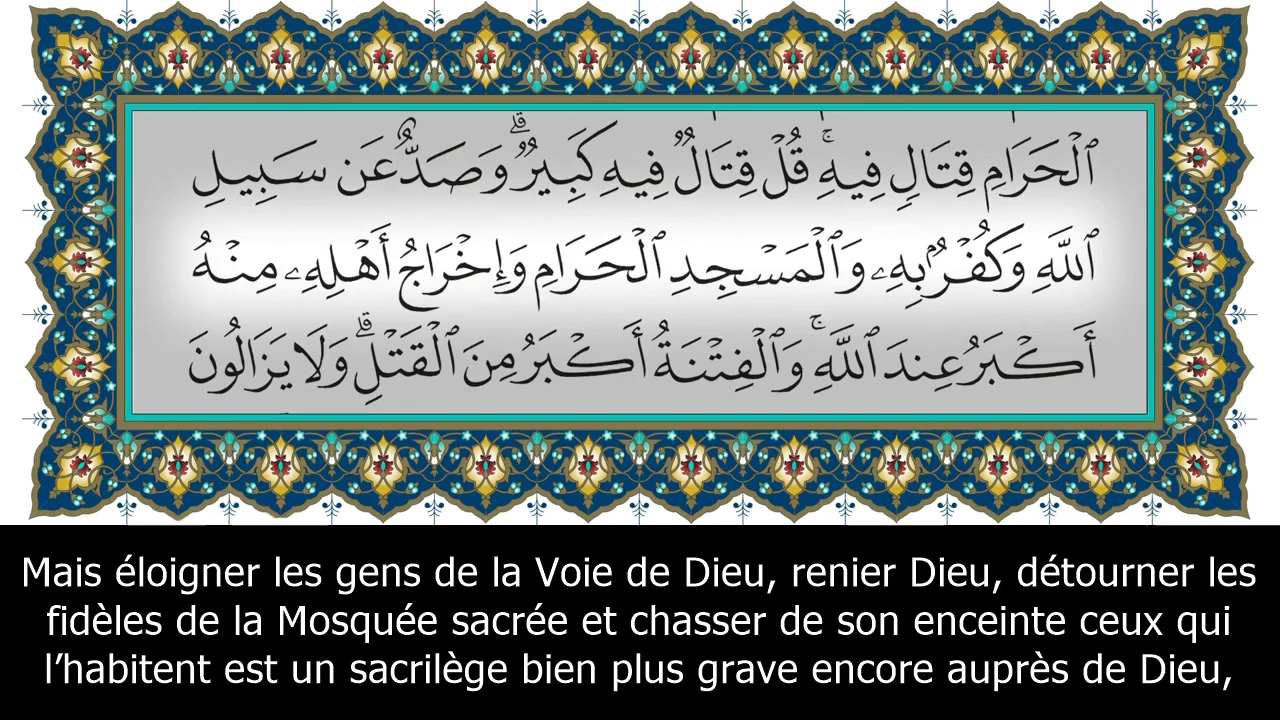 ٱلْحَرَامِ قِتَالٍ فِيهِۖ قُلْ قِتَالٌ فِيهِ كَبِيرٌۖ وَصَدٌّ عَن سَبِيلِ
ٱللَّهِ وَكُفْرٌۢ بِهِۦ وَٱلْمَسْجِدِ ٱلْحَرَامِ وَإِخْرَاجُ أَهْلِهِۦ مِنْهُ
أَكْبَرُ عِندَ ٱللَّهِۚ وَٱلْفِتْنَةُ أَكْبَرُ مِنَ ٱلْقَتْلِۗ وَلَا يَزَالُونَ
Mais éloigner les gens de la Voie de Dieu, renier Dieu, détourner les
fidèles de la Mosquée sacrée et chasser de son enceinte ceux qui
l’habitent est un sacrilège bien plus grave encore auprès de Dieu,